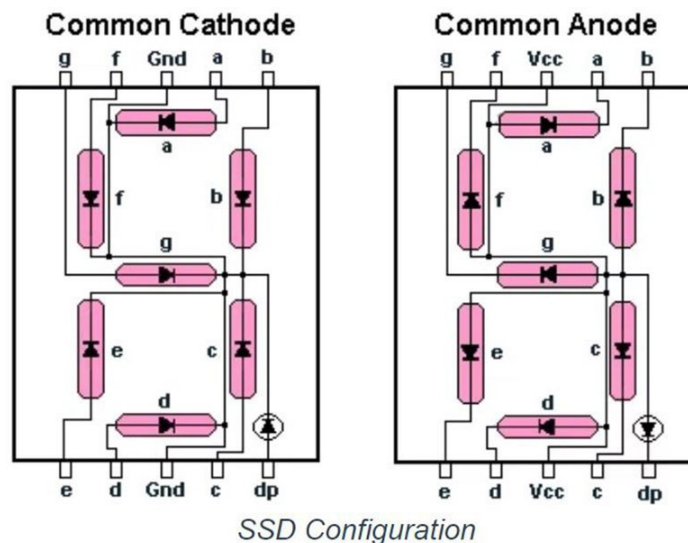 Common Cathode Common Anode
g f Gnd a b g f Vcc a b
a a
f b f b
g g
e c e c
d d
e d Gnd c dp e d Vcc c dp
SSD Configuration